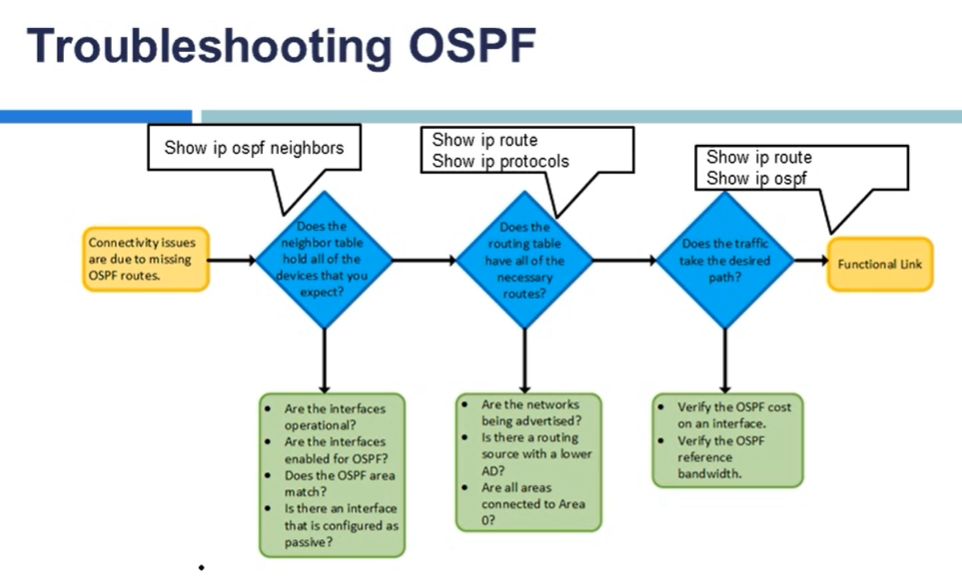 Troubleshooting OSPF
Show ip ospf neighbors
Show ip route
Show ip protocols
Show ip route
Show ip ospf
Connectivity issues
are due to missing
OSPF routes.
Does the
neighbor table
hold all of the
devices that you
expect?
Does the
routing table
have all of the
necessary
routes?
Does the traffic
take the desired
path?
Functional Link
• Are the interfaces
operational?
• Are the interfaces
enabled for OSPF?
• Does the OSPF area
match?
• Is there an interface
that is configured as
passive?
• Are the networks
being advertised?
• Is there a routing
source with a lower
AD?
• Are all areas
connected to Area
0?
• Verify the OSPF cost
on an interface.
• Verify the OSPF
reference
bandwidth.